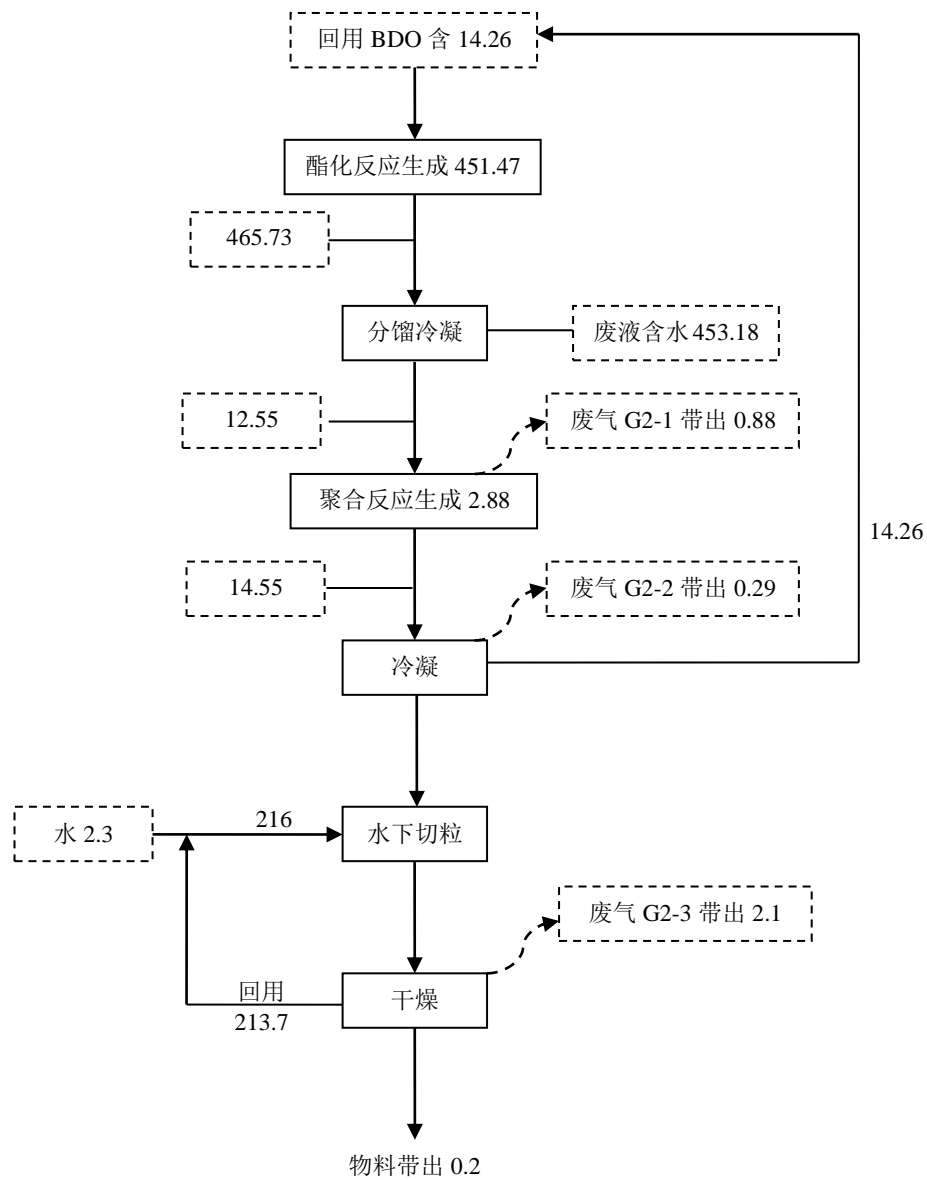 回用 BDO 含 14.26
酯化反应生成 451.47
465.73
分馏冷凝
废液含水 453.18
12.55
废气 G2-1 带出 0.88
聚合反应生成 2.88
14.26
14.55
废气 G2-2 带出 0.29
冷凝
水 2.3
216
水下切粒
废气 G2-3 带出 2.1
回用
213.7
干燥
物料带出 0.2